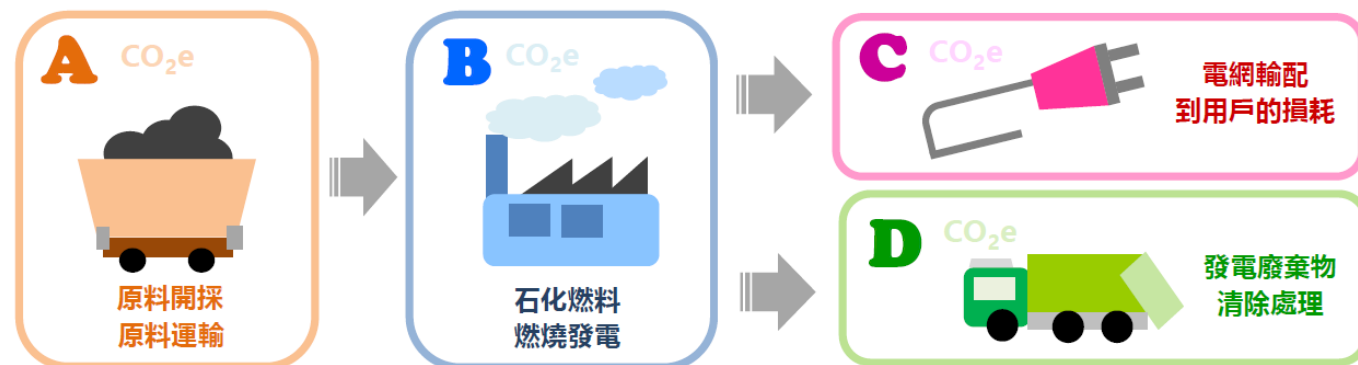 A CO₂e
原料開採
原料運輸
B CO₂e
石化燃料
燃燒發電
C CO₂e
電網輸配
到用戶的損耗
D CO₂e
發電廢棄物
清除處理